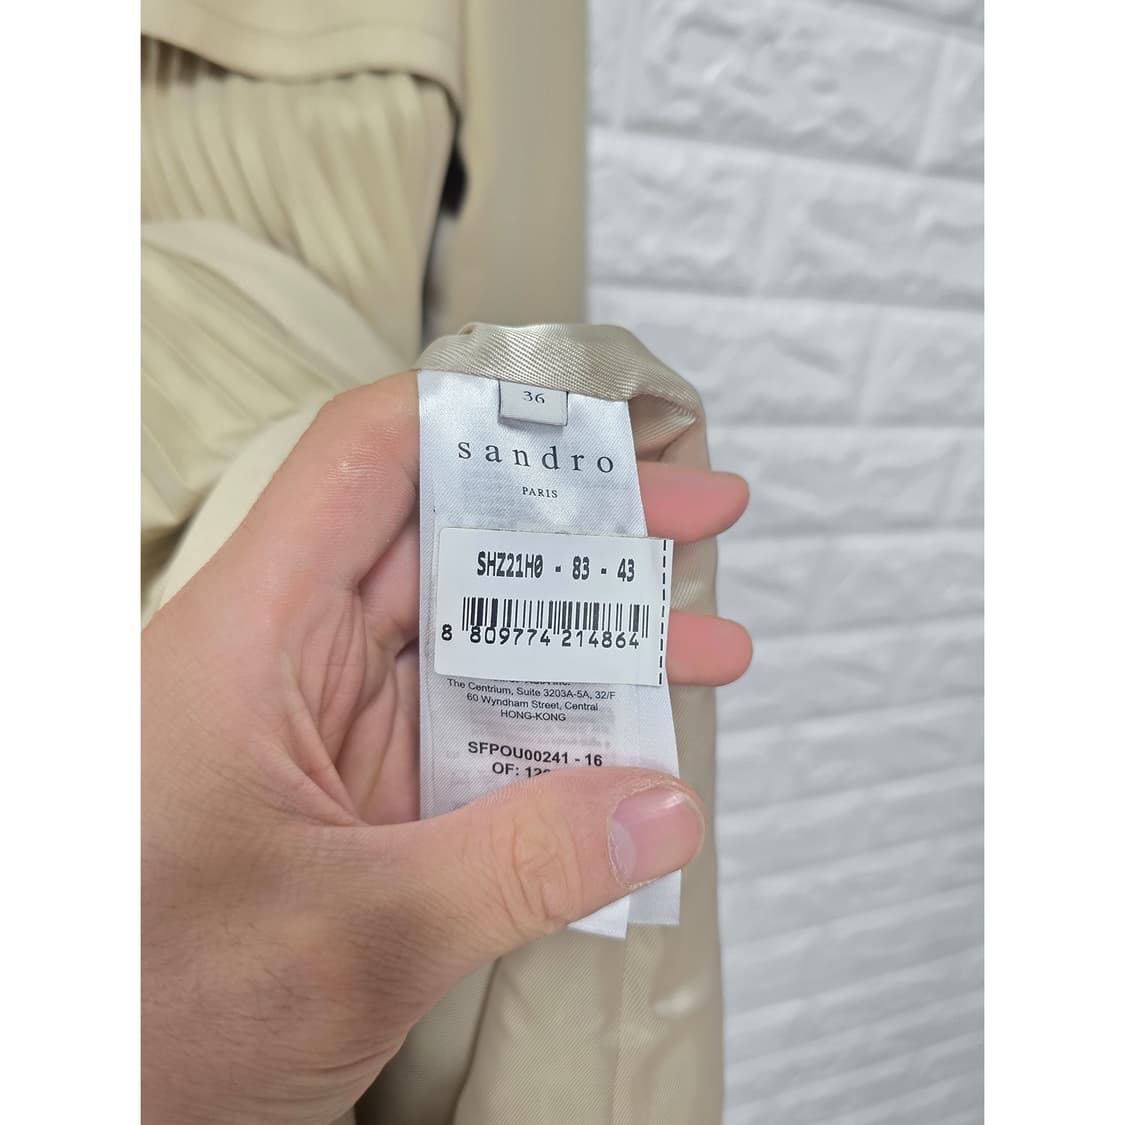 36
sandro
PARIS
SHZ21H0 - 83 - 43
8 809774 214864
The Centrium, Suite 3203A-5A, 32/F
60 Wyndham Street, Central
HONG-KONG
SFPOU00241 - 16
OF: